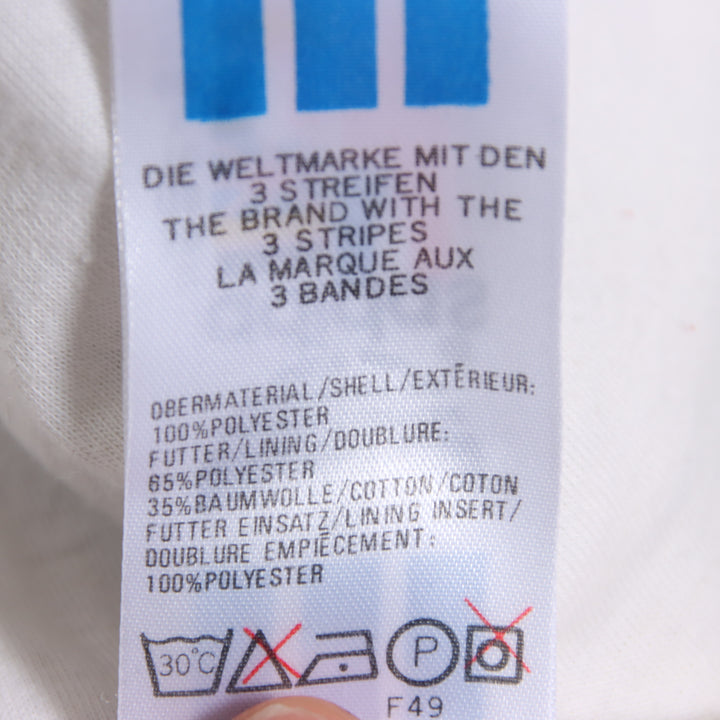 DIE WELTMARKE MIT DEN
3 STREIFEN
THE BRAND WITH THE
3 STRIPES
LA MARQUE AUX
3 BANDES
OBERMATERIAL/SHELL/EXTÉRIEUR:
100%POLYESTER
FUTTER/LINING/DOUBLURE:
65%POLYESTER
35%BAUMWOLLE/COTTON/COTON
FUTTER EINSATZ/LINING INSERT/
DOUBLURE EMPIÉCEMENT:
100%POLYESTER
30°C P
F49